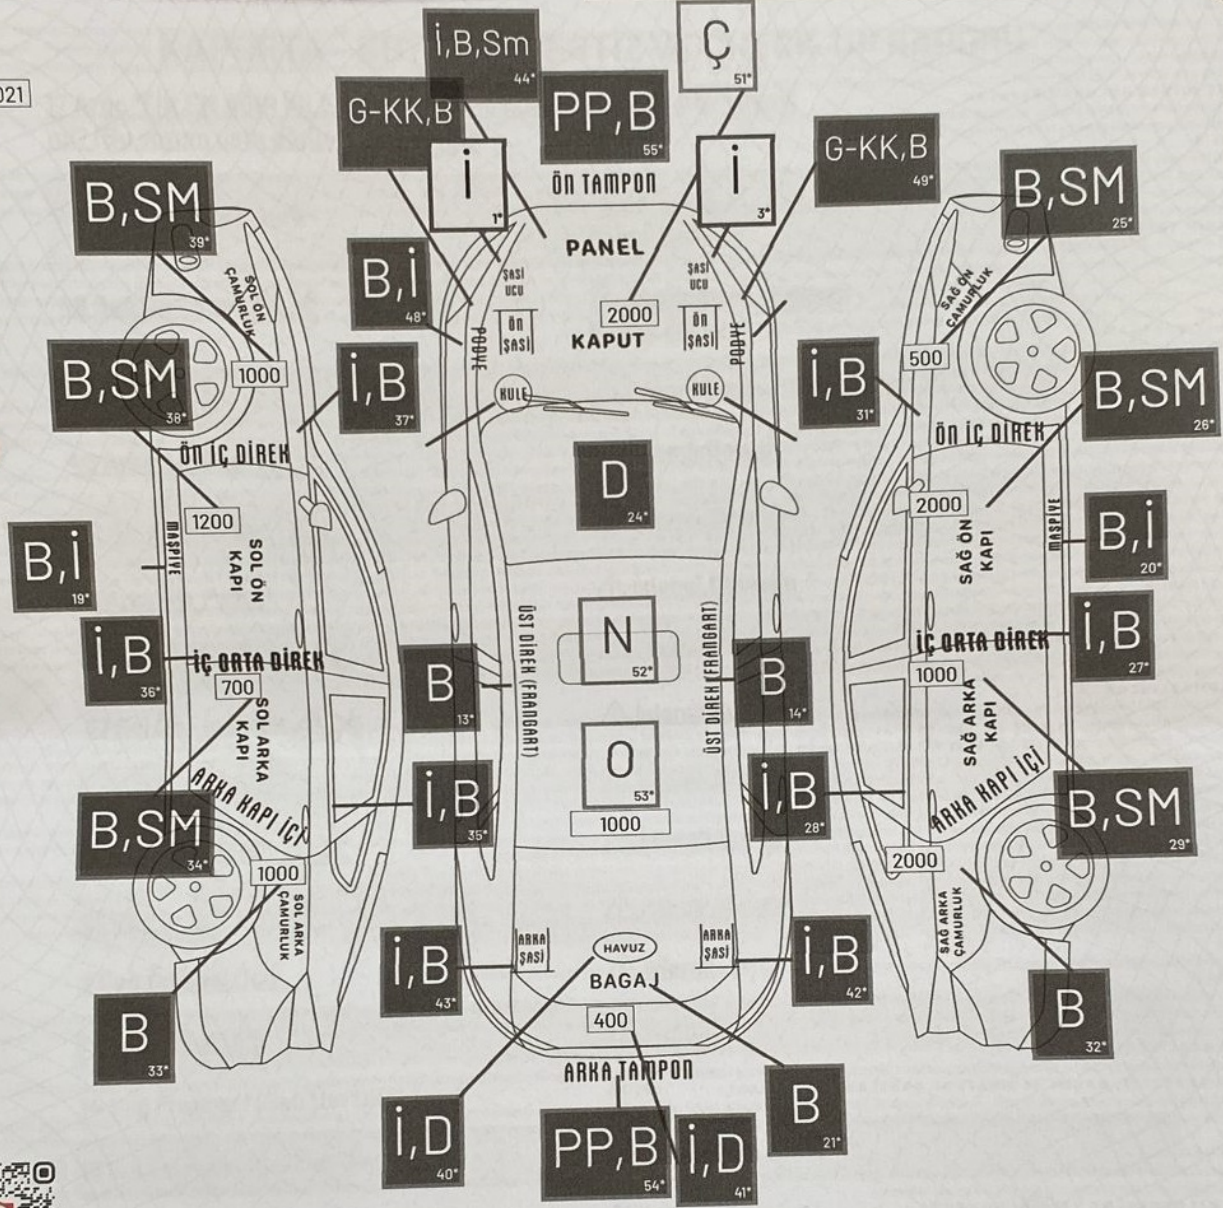 021
İ,B,Sm
44*
Ç
51*
G-KK,B
PP,B
55*
G-KK,B
49*
İ
1*
İ
3*
ÖN TAMPON
B,SM
39*
B,SM
25*
PANEL
B,İ
48*
ŞASİ
UCU
ŞASİ
UCU
SOL ÖN
ÇAMURLUK
SAĞ ÖN
ÇAMURLUK
2000
ÖN
ŞASİ
ÖN
ŞASİ
KAPUT
PODYE
PODYE
B,SM
38*
1000
İ,B
37*
KULE
KULE
İ,B
31*
500
B,SM
26*
ÖN İÇ DİREK
ÖN İÇ DİREK
D
24*
1200
2000
B,İ
19*
MASPİYE
SOL ÖN
KAPI
SAĞ ÖN
KAPI
MASPİYE
B,İ
20*
ÜST DİREK (FRANGART)
N
52*
ÜST DİREK (FRANGART)
İ,B
36*
İÇ ORTA DİREK
İÇ ORTA DİREK
İ,B
27*
700
B
13*
B
14*
1000
SOL ARKA
KAPI
SAĞ ARKA
KAPI
O
53*
1000
ARKA KAPI İÇİ
ARKA KAPI İÇİ
B,SM
34*
İ,B
35*
İ,B
28*
B,SM
29*
1000
2000
SOL ARKA
ÇAMURLUK
SAĞ ARKA
ÇAMURLUK
İ,B
43*
ARKA
ŞASİ
HAVUZ
ARKA
ŞASİ
İ,B
42*
BAGAJ
B
33*
400
B
32*
ARKA TAMPON
İ,D
40*
PP,B
54*
İ,D
41*
B
21*